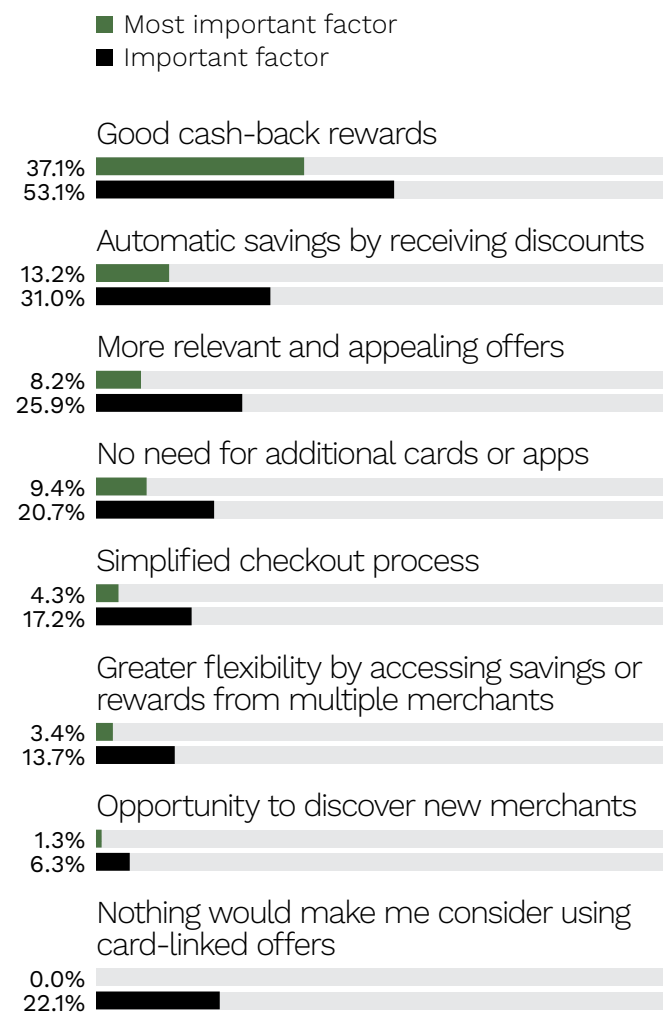 Most important factor
Important factor
Good cash-back rewards
37.1%
53.1%
Automatic savings by receiving discounts
13.2%
31.0%
More relevant and appealing offers
8.2%
25.9%
No need for additional cards or apps
9.4%
20.7%
Simplified checkout process
4.3%
17.2%
Greater flexibility by accessing savings or
rewards from multiple merchants
3.4%
13.7%
Opportunity to discover new merchants
1.3%
6.3%
Nothing would make me consider using
card-linked offers
0.0%
22.1%